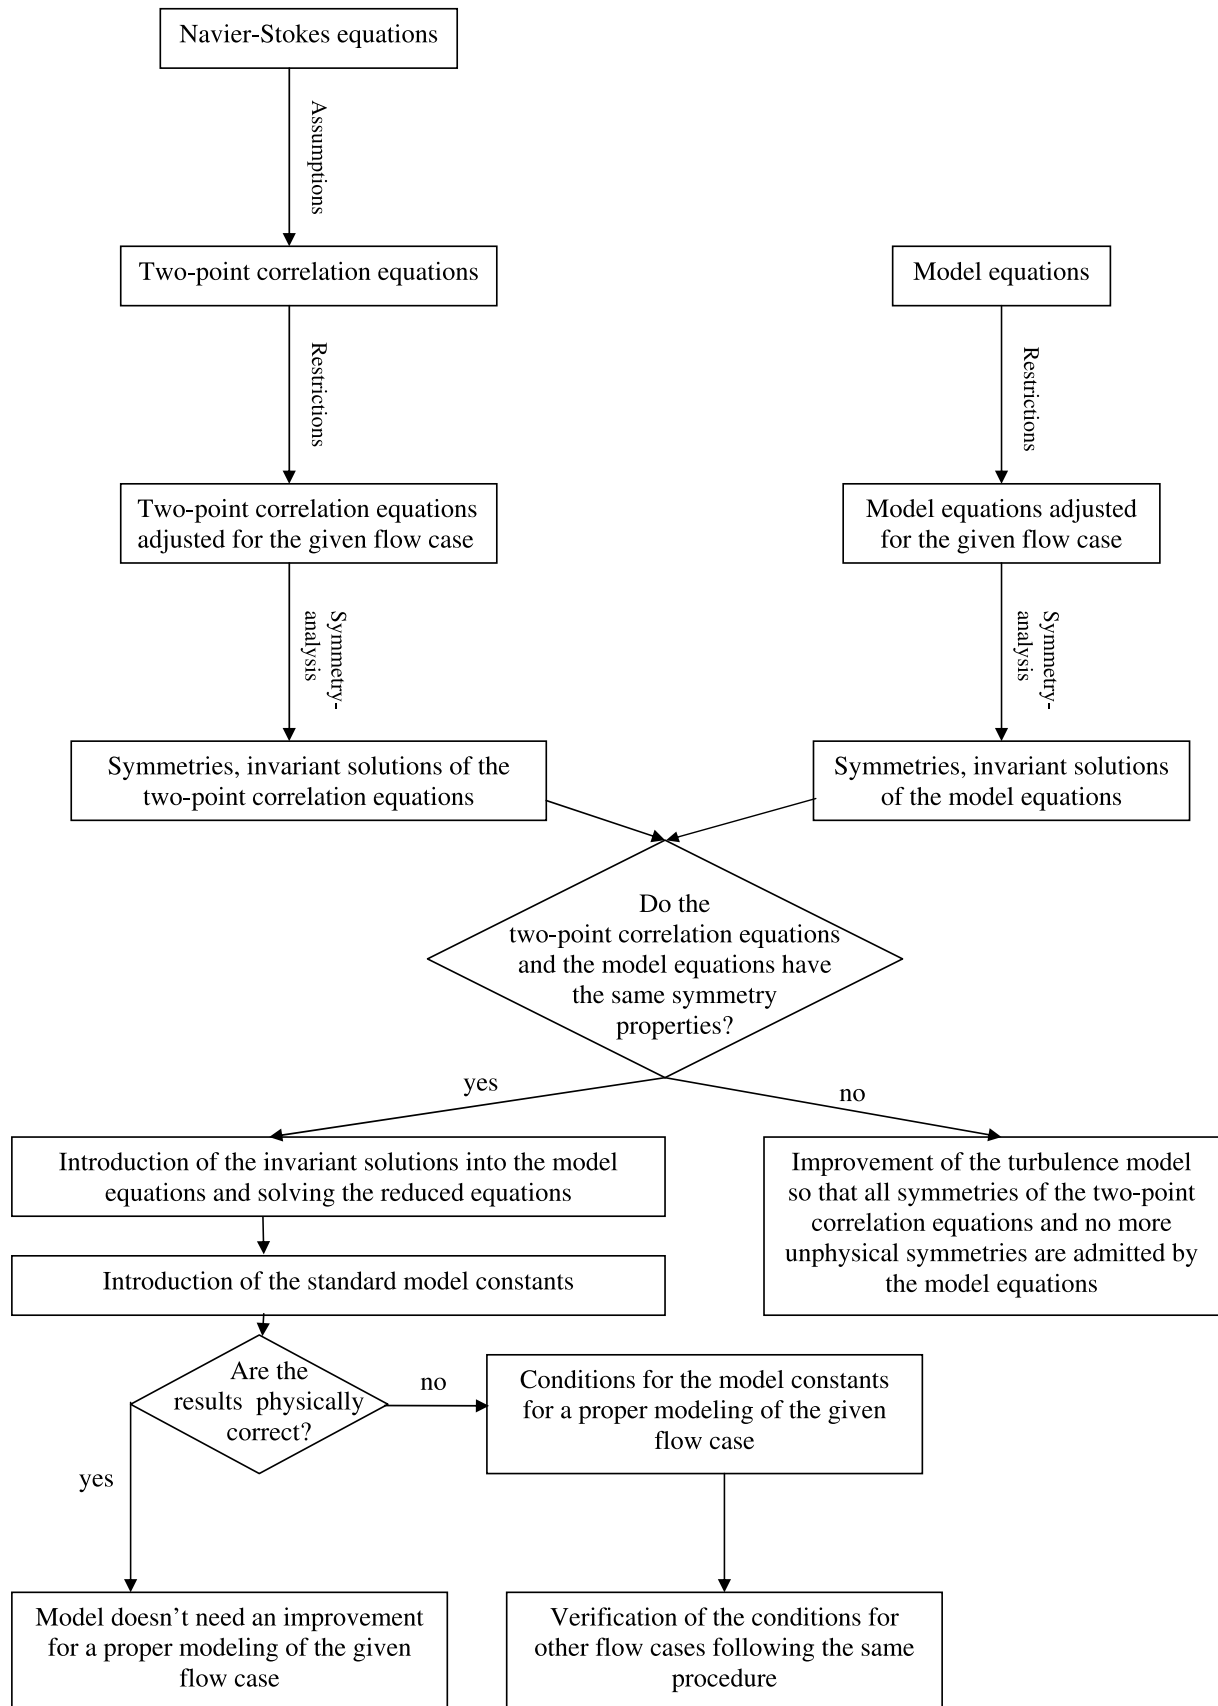 Navier-Stokes equations
Assumptions
Two-point correlation equations
Model equations
Restrictions
Restrictions
Two-point correlation equations
adjusted for the given flow case
Model equations adjusted
for the given flow case
Symmetry-
analysis
Symmetry-
analysis
Symmetries, invariant solutions of the
two-point correlation equations
Symmetries, invariant solutions
of the model equations
Do the
two-point correlation equations
and the model equations have
the same symmetry
properties?
yes
no
Introduction of the invariant solutions into the model
equations and solving the reduced equations
Improvement of the turbulence model
so that all symmetries of the two-point
correlation equations and no more
unphysical symmetries are admitted by
the model equations
Introduction of the standard model constants
Are the
results physically
correct?
no
Conditions for the model constants
for a proper modeling of the given
flow case
yes
Model doesn't need an improvement
for a proper modeling of the given
flow case
Verification of the conditions for
other flow cases following the same
procedure